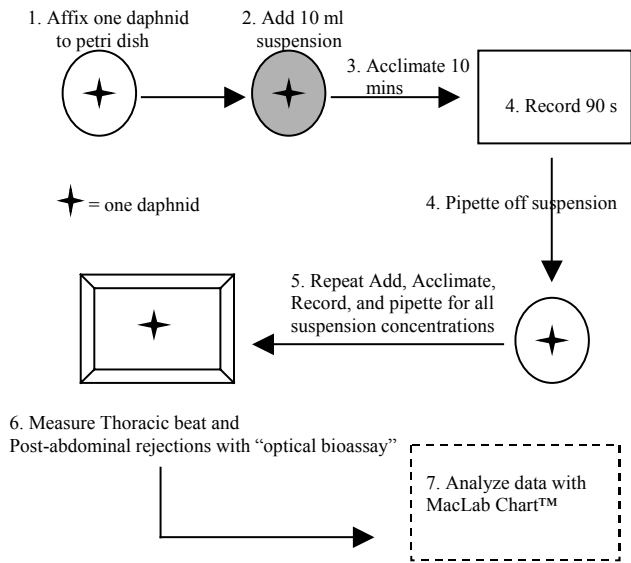 1. Affix one daphnid
to petri dish
2. Add 10 ml
suspension
3. Acclimate 10
mins
4. Record 90 s
4. Pipette off suspension
= one daphnid
5. Repeat Add, Acclimate,
Record, and pipette for all
suspension concentrations
6. Measure Thoracic beat and
Post-abdominal rejections with “optical bioassay”
7. Analyze data with
MacLab Chart™